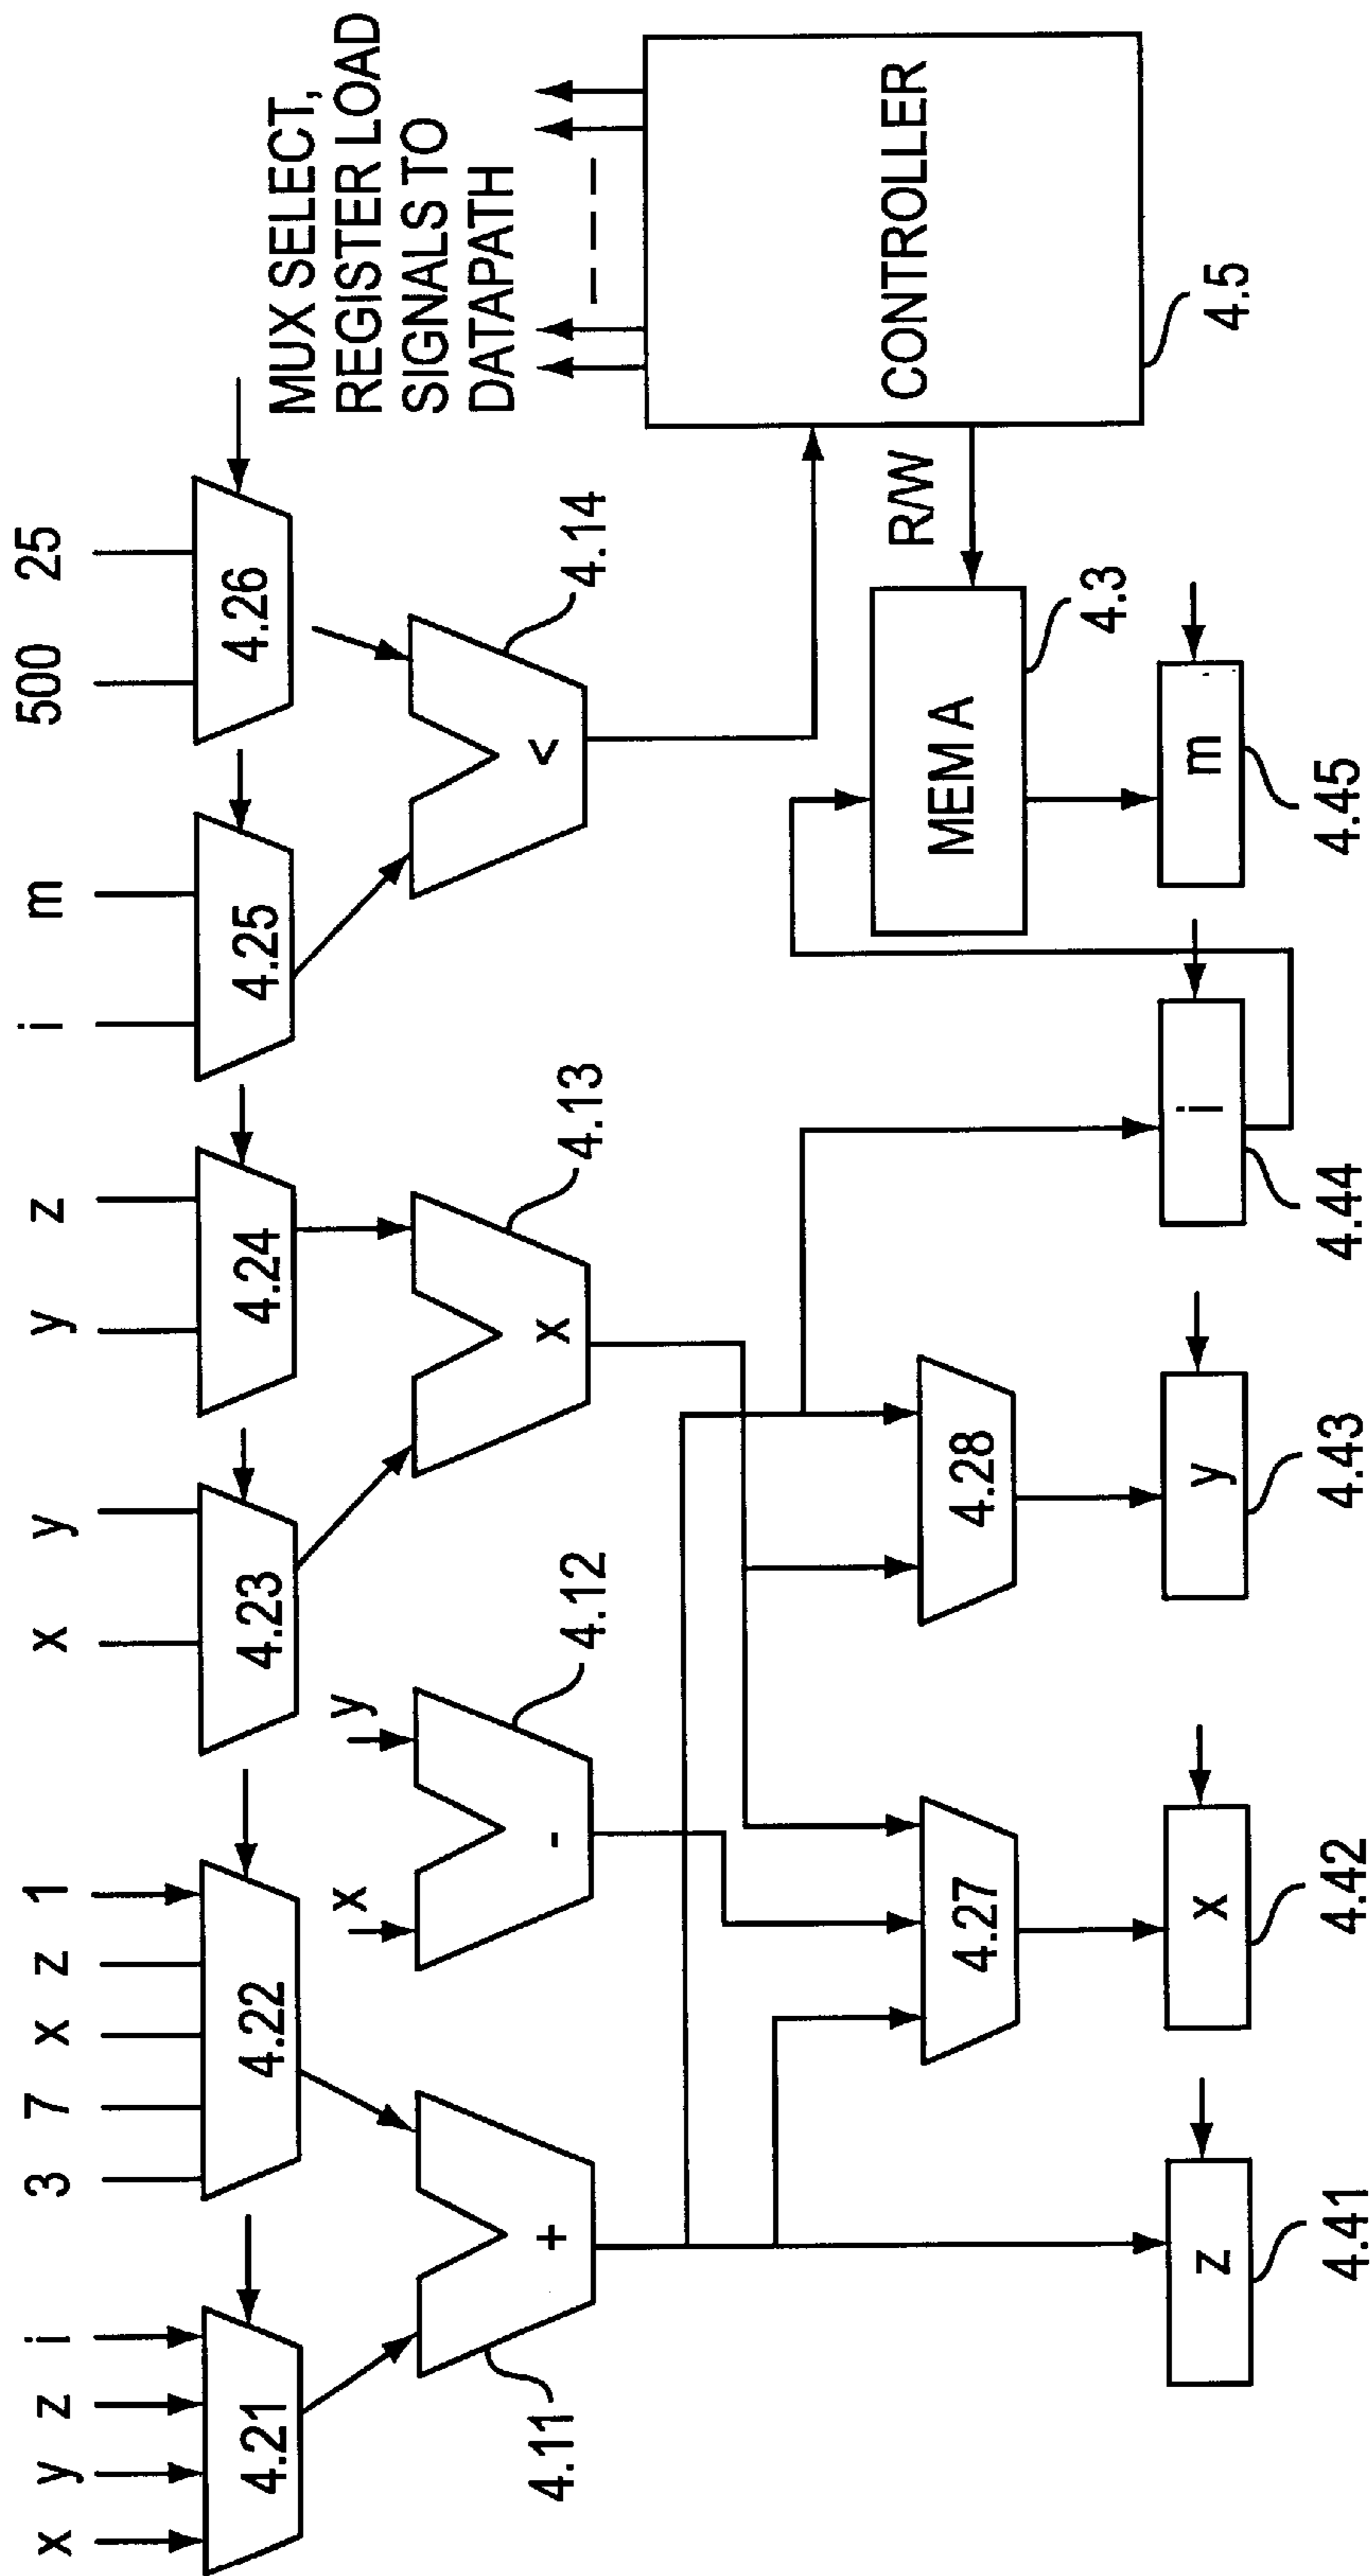 x y z i
3 7 x z 1
x y
y z
i m
500 25
4.21
4.22
4.23
4.24
4.25
4.26
MUX SELECT,
REGISTER LOAD
SIGNALS TO
DATAPATH
x y
+
-
x
<
4.11
4.12
4.13
4.14
4.27
4.28
MEM A
4.3
R/W
CONTROLLER
4.5
z
x
y
i
m
4.41
4.42
4.43
4.44
4.45